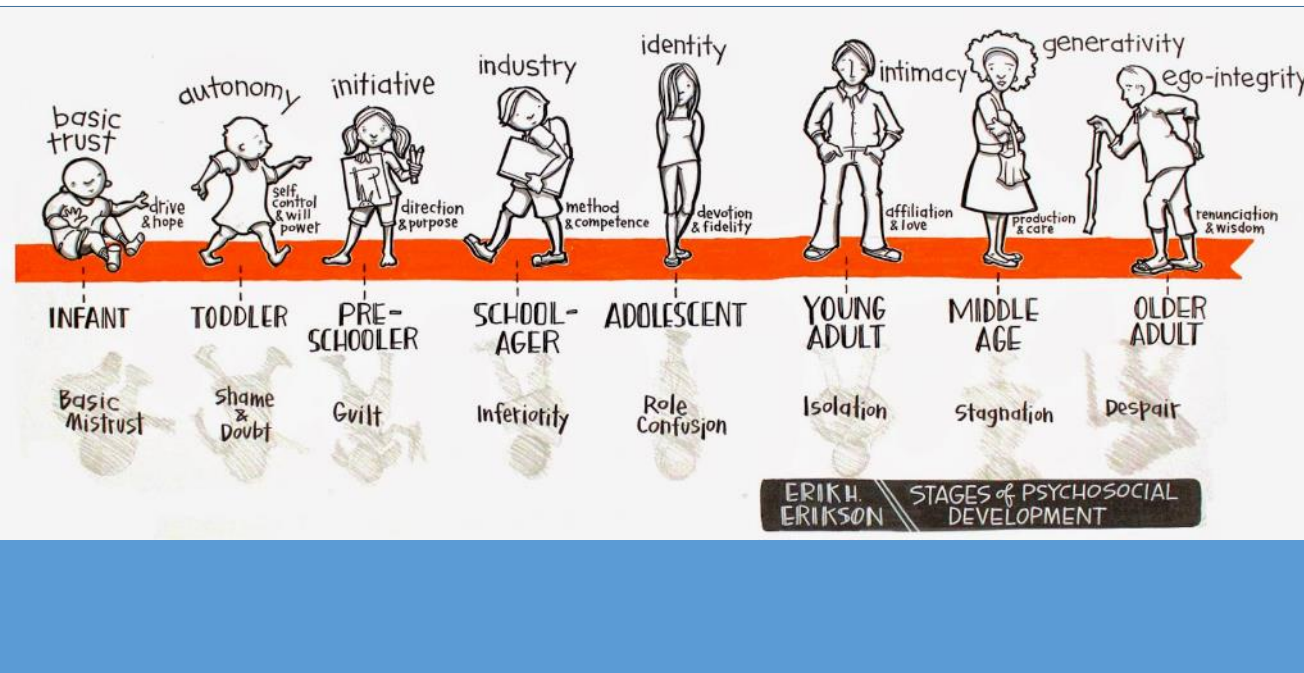 basic
trust
drive
& hope
INFANT
Basic
Mistrust
autonomy
self
control
& will
power
TODDLER
Shame
&
Doubt
initiative
direction
& purpose
PRE-
SCHOOLER
Guilt
industry
method
& competence
SCHOOL-
AGER
Inferiority
identity
devotion
& fidelity
ADOLESCENT
Role
Confusion
intimacy
affiliation
& love
YOUNG
ADULT
Isolation
generativity
production
& care
MIDDLE
AGE
Stagnation
ego-integrity
renunciation
& wisdom
OLDER
ADULT
Despair
ERIK H.
ERIKSON
STAGES of PSYCHOSOCIAL
DEVELOPMENT